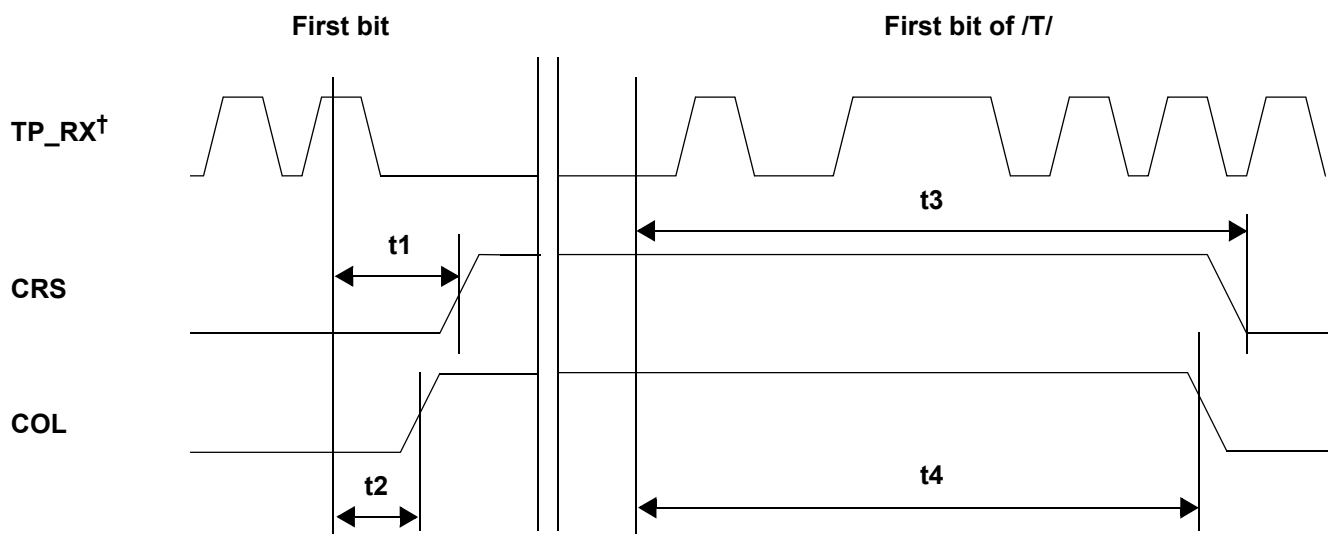 First bit
First bit of /T/
TP_RX†
t3
t1
CRS
COL
t4
t2